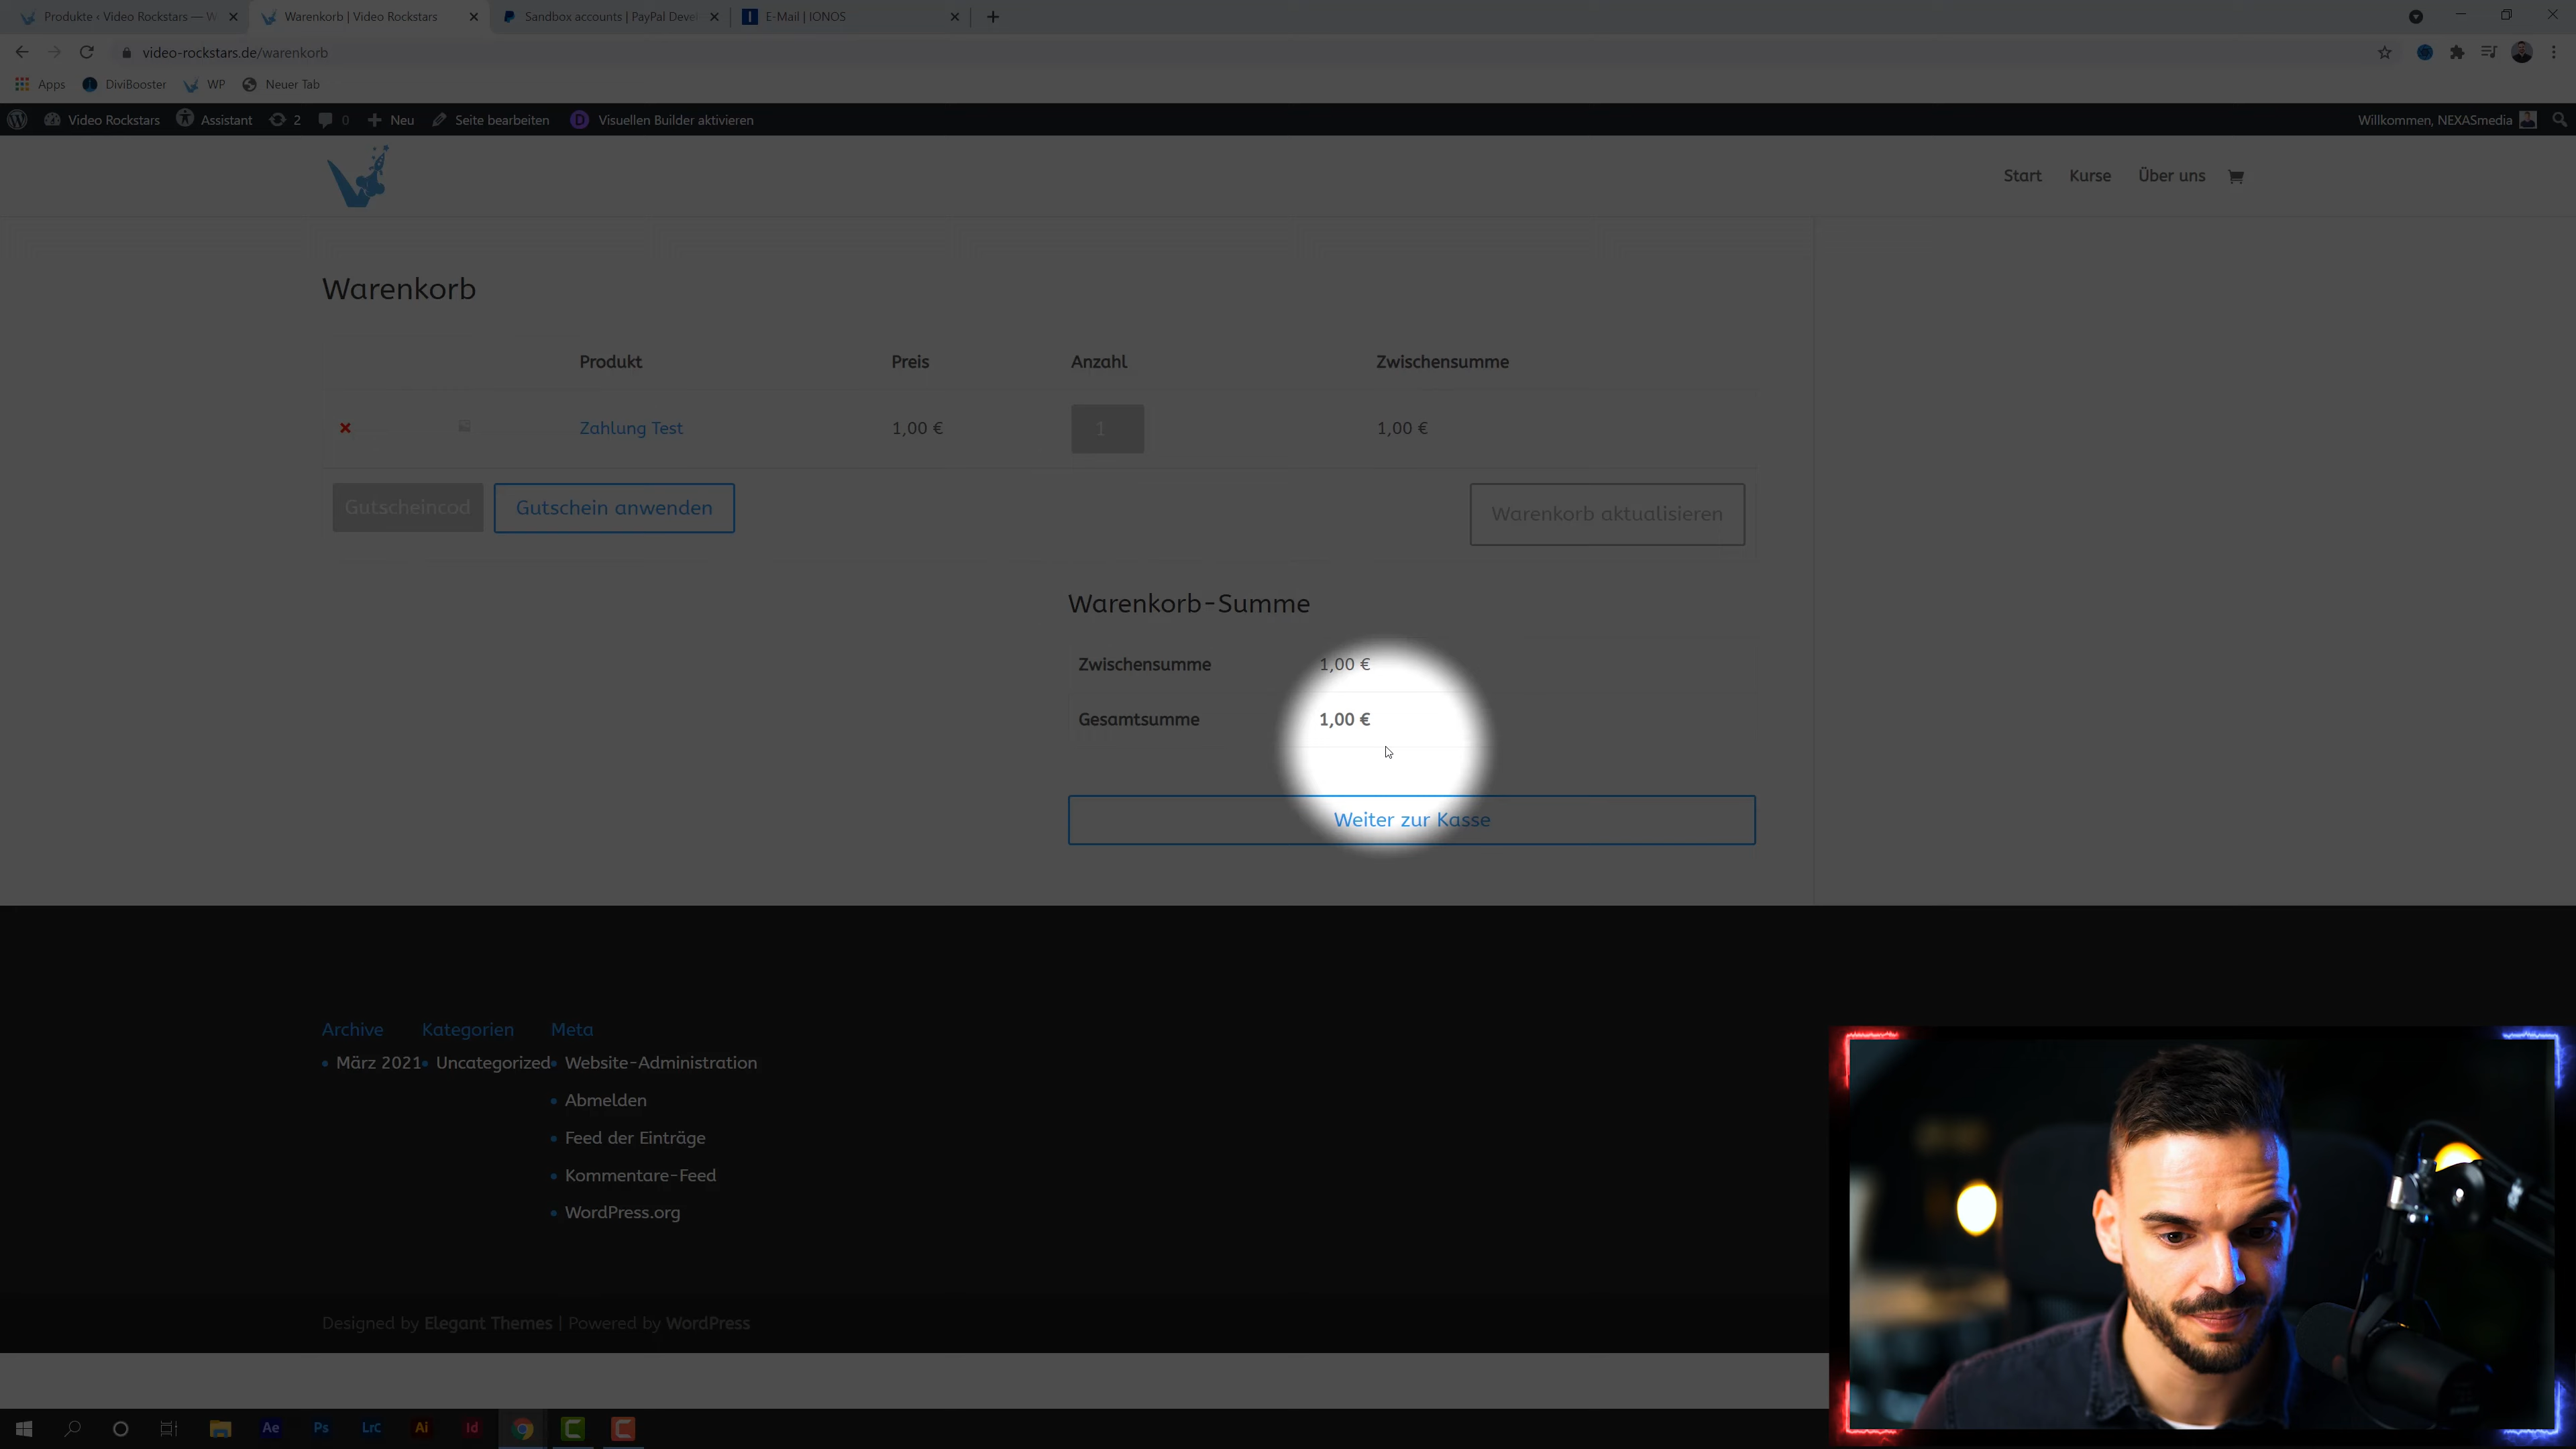 Produkte ‹ Video Rockstars — W
Warenkorb | Video Rockstars
Sandbox accounts | PayPal Devel
E-Mail | IONOS
video-rockstars.de/warenkorb
Apps
DiviBooster
WP
Neuer Tab
Video Rockstars
Assistant
2
0
Neu
Seite bearbeiten
D
Visuellen Builder aktivieren
Willkommen, NEXASmedia
Start
Kurse
Über uns
Warenkorb
Produkt
Preis
Anzahl
Zwischensumme
Zahlung Test
1,00 €
1
1,00 €
Gutscheincod
Gutschein anwenden
Warenkorb aktualisieren
Warenkorb-Summe
Zwischensumme
1,00 €
Gesamtsumme
1,00 €
Weiter zur Kasse
Archive
März 2021
Kategorien
Uncategorized
Meta
Website-Administration
Abmelden
Feed der Einträge
Kommentare-Feed
WordPress.org
Designed by Elegant Themes | Powered by WordPress
Ae
Ps
LrC
Ai
Id